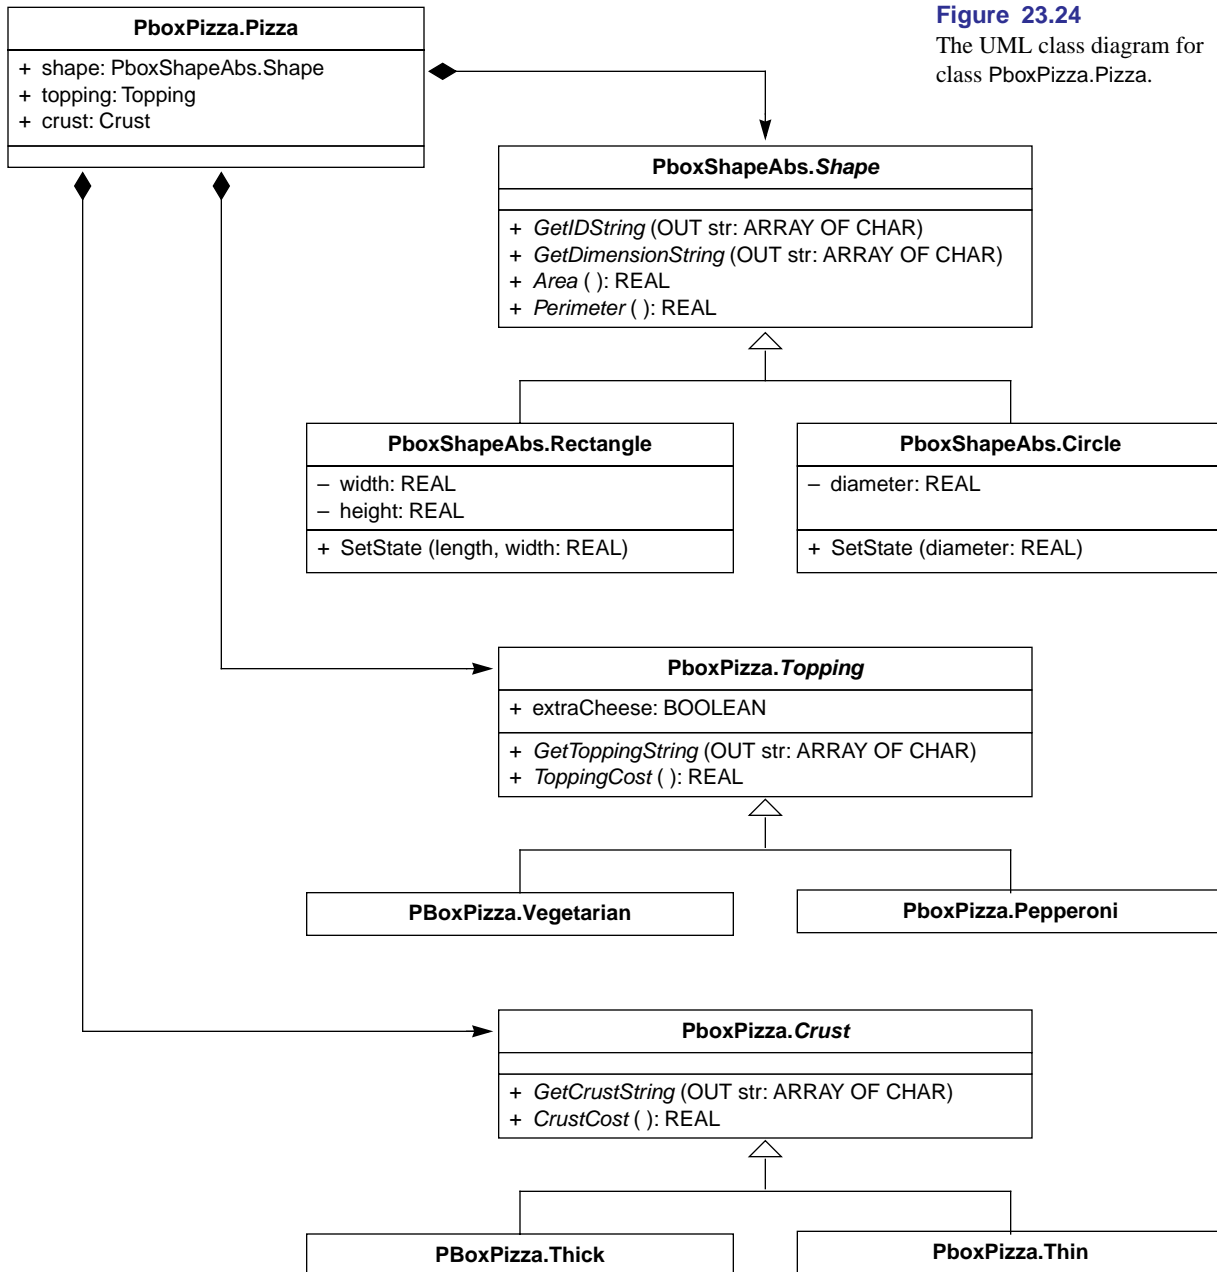 Figure 23.24
The UML class diagram for
class PboxPizza.Pizza.
PboxPizza.Pizza
+ shape: PboxShapeAbs.Shape
+ topping: Topping
+ crust: Crust
PboxShapeAbs.Shape
+ GetIDString (OUT str: ARRAY OF CHAR)
+ GetDimensionString (OUT str: ARRAY OF CHAR)
+ Area ( ): REAL
+ Perimeter ( ): REAL
PboxShapeAbs.Rectangle
– width: REAL
– height: REAL
+ SetState (length, width: REAL)
PboxShapeAbs.Circle
– diameter: REAL
+ SetState (diameter: REAL)
PboxPizza.Topping
+ extraCheese: BOOLEAN
+ GetToppingString (OUT str: ARRAY OF CHAR)
+ ToppingCost ( ): REAL
PBoxPizza.Vegetarian
PboxPizza.Pepperoni
PboxPizza.Crust
+ GetCrustString (OUT str: ARRAY OF CHAR)
+ CrustCost ( ): REAL
PBoxPizza.Thick
PboxPizza.Thin